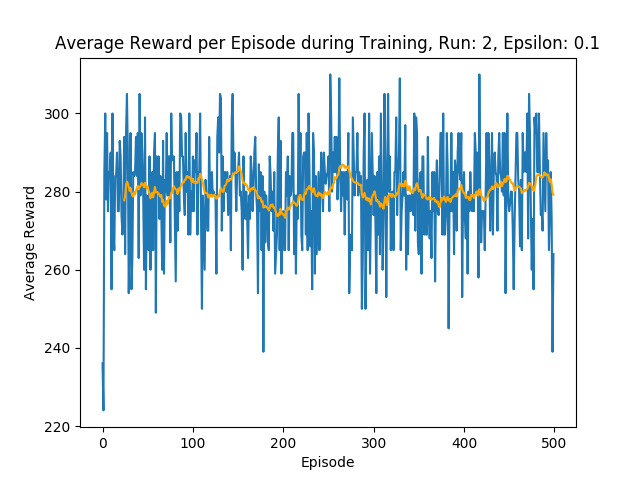 Average Reward per Episode during Training, Run: 2, Epsilon: 0.1
300
280
260
240
220
Average Reward
0 100 200 300 400 500
Episode